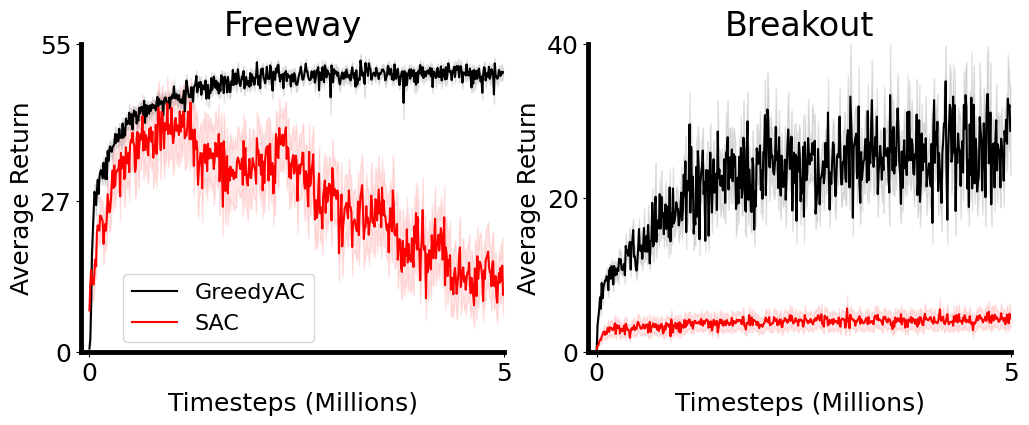 Freeway
55
27
0
Average Return
GreedyAC
SAC
0
5
Timesteps (Millions)
Breakout
40
20
0
Average Return
0
5
Timesteps (Millions)